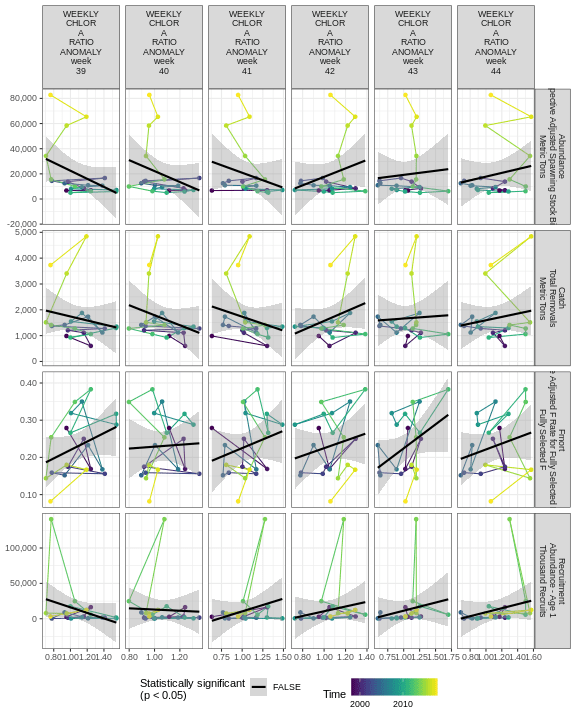 WEEKLY
CHLOR
A
RATIO
ANOMALY
week
39
WEEKLY
CHLOR
A
RATIO
ANOMALY
week
40
WEEKLY
CHLOR
A
RATIO
ANOMALY
week
41
WEEKLY
CHLOR
A
RATIO
ANOMALY
week
42
WEEKLY
CHLOR
A
RATIO
ANOMALY
week
43
WEEKLY
CHLOR
A
RATIO
ANOMALY
week
44
80,000
60,000
40,000
20,000
0
-20,000
Abundance
Adjusted Spawning Stock
Metric Tons
5,000
4,000
3,000
2,000
1,000
0
Catch
Total Removals
Metric Tons
0.40
0.30
0.20
0.10
Fmort
Adjusted F Rate for Fully Selected
Fully Selected F
100,000
50,000
0
Recruitment
Abundance - Age 1
Thousand Recruits
0.80 1.00 1.20 1.40
0.80 1.00 1.20
0.75 1.00 1.25 1.50
0.80 1.00 1.20 1.40
0.75 1.00 1.25 1.50 1.75
0.80 1.00 1.20 1.40 1.60
Statistically significant
(p < 0.05)
FALSE
Time
2000
2010